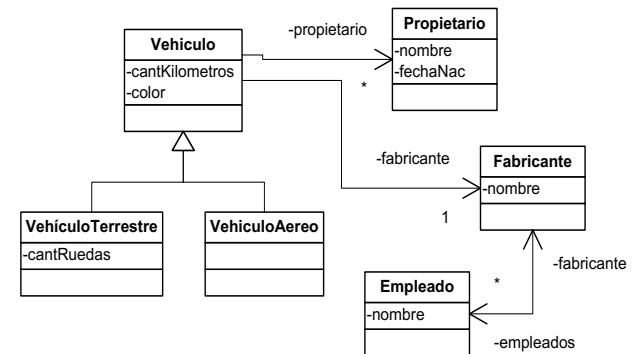 Vehiculo
-cantKilometros
-color
-propietario
*
Propietario
-nombre
-fechaNac
-fabricante
1
Fabricante
-nombre
VehículoTerrestre
-cantRuedas
VehiculoAereo
Empleado
-nombre
*
-fabricante
-empleados